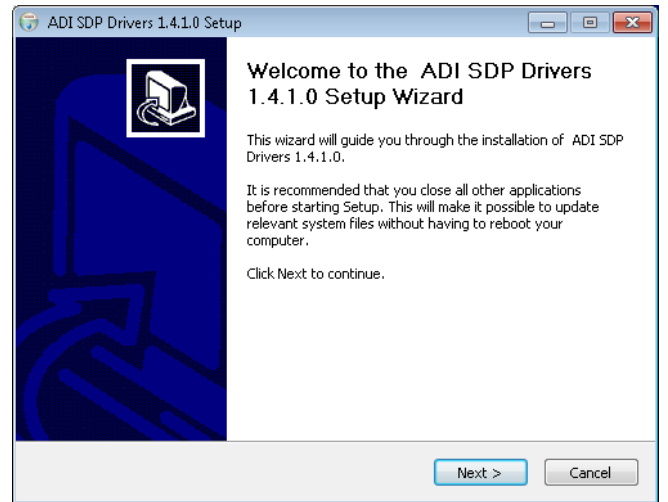 ADI SDP Drivers 1.4.1.0 Setup
Welcome to the ADI SDP Drivers
1.4.1.0 Setup Wizard
This wizard will guide you through the installation of ADI SDP
Drivers 1.4.1.0.
It is recommended that you close all other applications
before starting Setup. This will make it possible to update
relevant system files without having to reboot your
computer.
Click Next to continue.
Next > Cancel